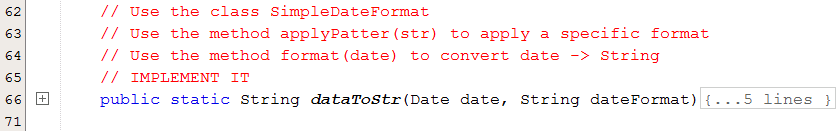 62 // Use the class SimpleDateFormat
63 // Use the method applyPatter(str) to apply a specific format
64 // Use the method format(date) to convert date -> String
65 // IMPLEMENT IT
66 public static String dataToStr(Date date, String dateFormat) {...5 lines }
71